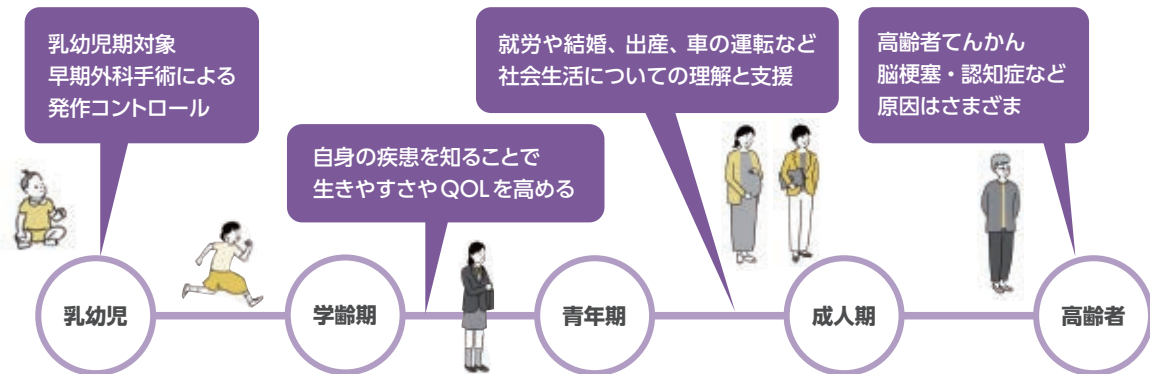 乳幼児期対象
早期外科手術による
発作コントロール
自身の疾患を知ることで
生きやすさやQOLを高める
就労や結婚、出産、車の運転など
社会生活についての理解と支援
高齢者てんかん
脳梗塞・認知症など
原因はさまざま
乳幼児
学齢期
青年期
成人期
高齢者